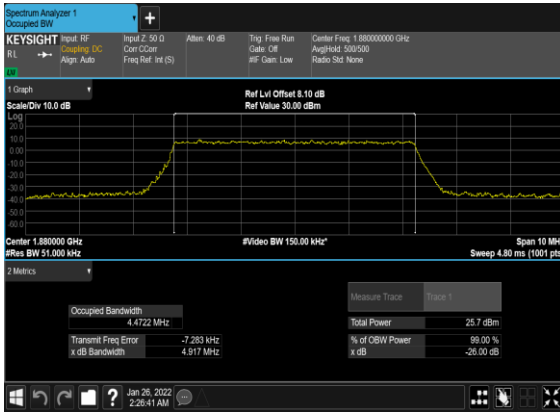 Spectrum Analyzer 1
Occupied BW
KEYSIGHT Input: RF Input Z: 50 Ω Atten: 40 dB Trig: Free Run Center Freq: 1.880000000 GHz
RL Coupling: DC Corr CCorr Gate: Off Avg|Hold: 500/500
Align: Auto Freq Ref: Int (S) #IF Gain: Low Radio Std: None
LXI
1 Graph
Ref Lvl Offset 8.10 dB
Scale/Div 10.0 dB Ref Value 30.00 dBm
Log
20.0
10.0
0.00
-10.0
-20.0
-30.0
-40.0
-50.0
-60.0
Center 1.880000 GHz #Video BW 150.00 kHz* Span 10 MH
#Res BW 51.000 kHz Sweep 4.80 ms (1001 pts
2 Metrics
Measure Trace Trace 1
Occupied Bandwidth
4.4722 MHz Total Power 25.7 dBm
Transmit Freq Error -7.283 kHz % of OBW Power 99.00 %
x dB Bandwidth 4.917 MHz x dB -26.00 dB
? Jan 26, 2022
2:26:41 AM